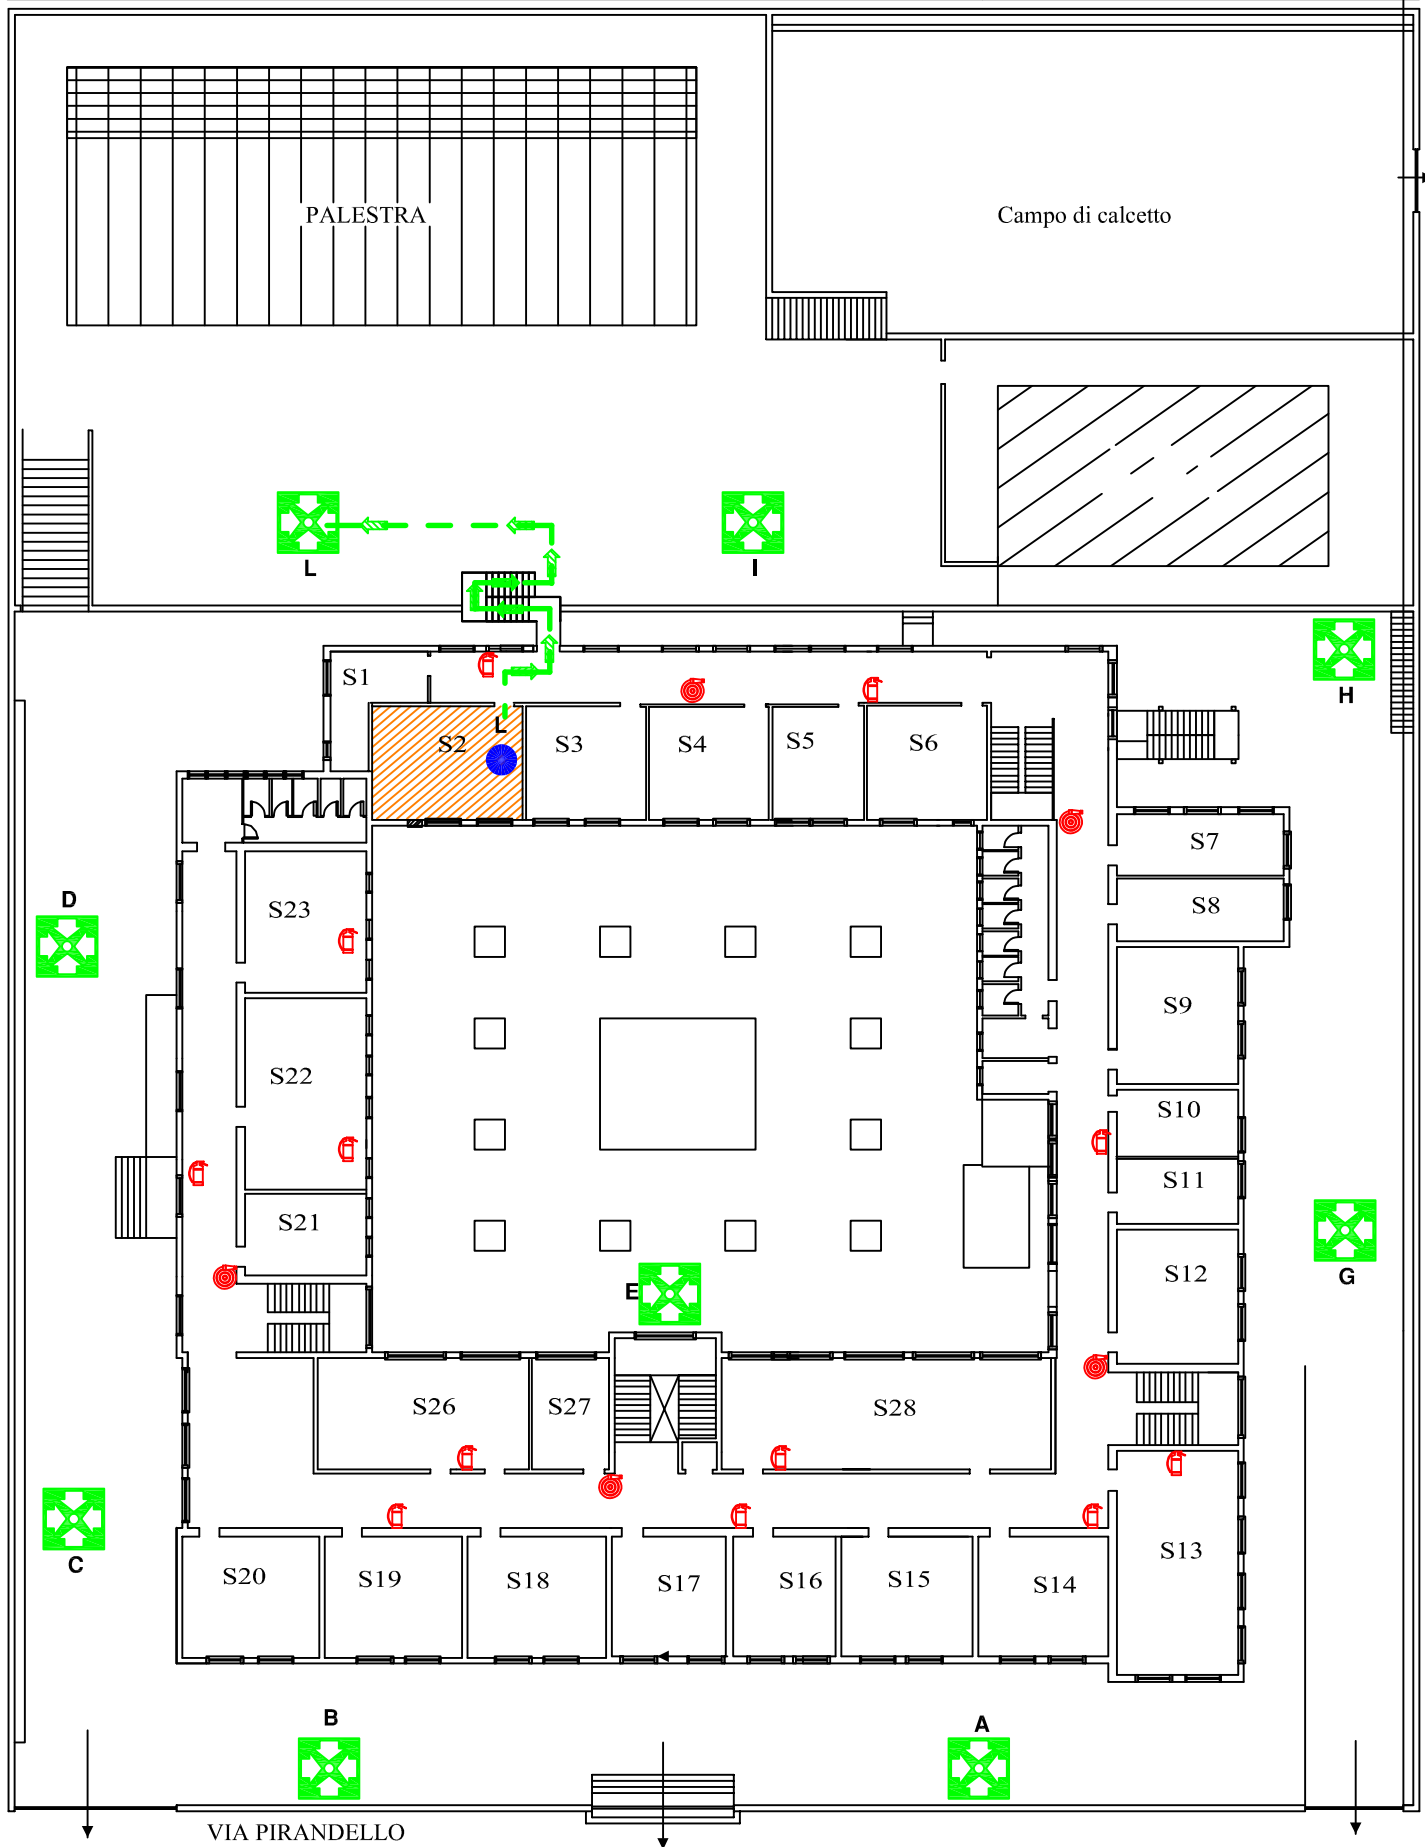 PALESTRA
Campo di calcetto
L
I
H
S1
L
S2
S3
S4
S5
S6
S7
S8
D
S23
S9
S22
S10
S11
S21
S12
G
E
S26
S27
S28
C
S20
S19
S18
S17
S16
S15
S14
S13
B
A
VIA PIRANDELLO